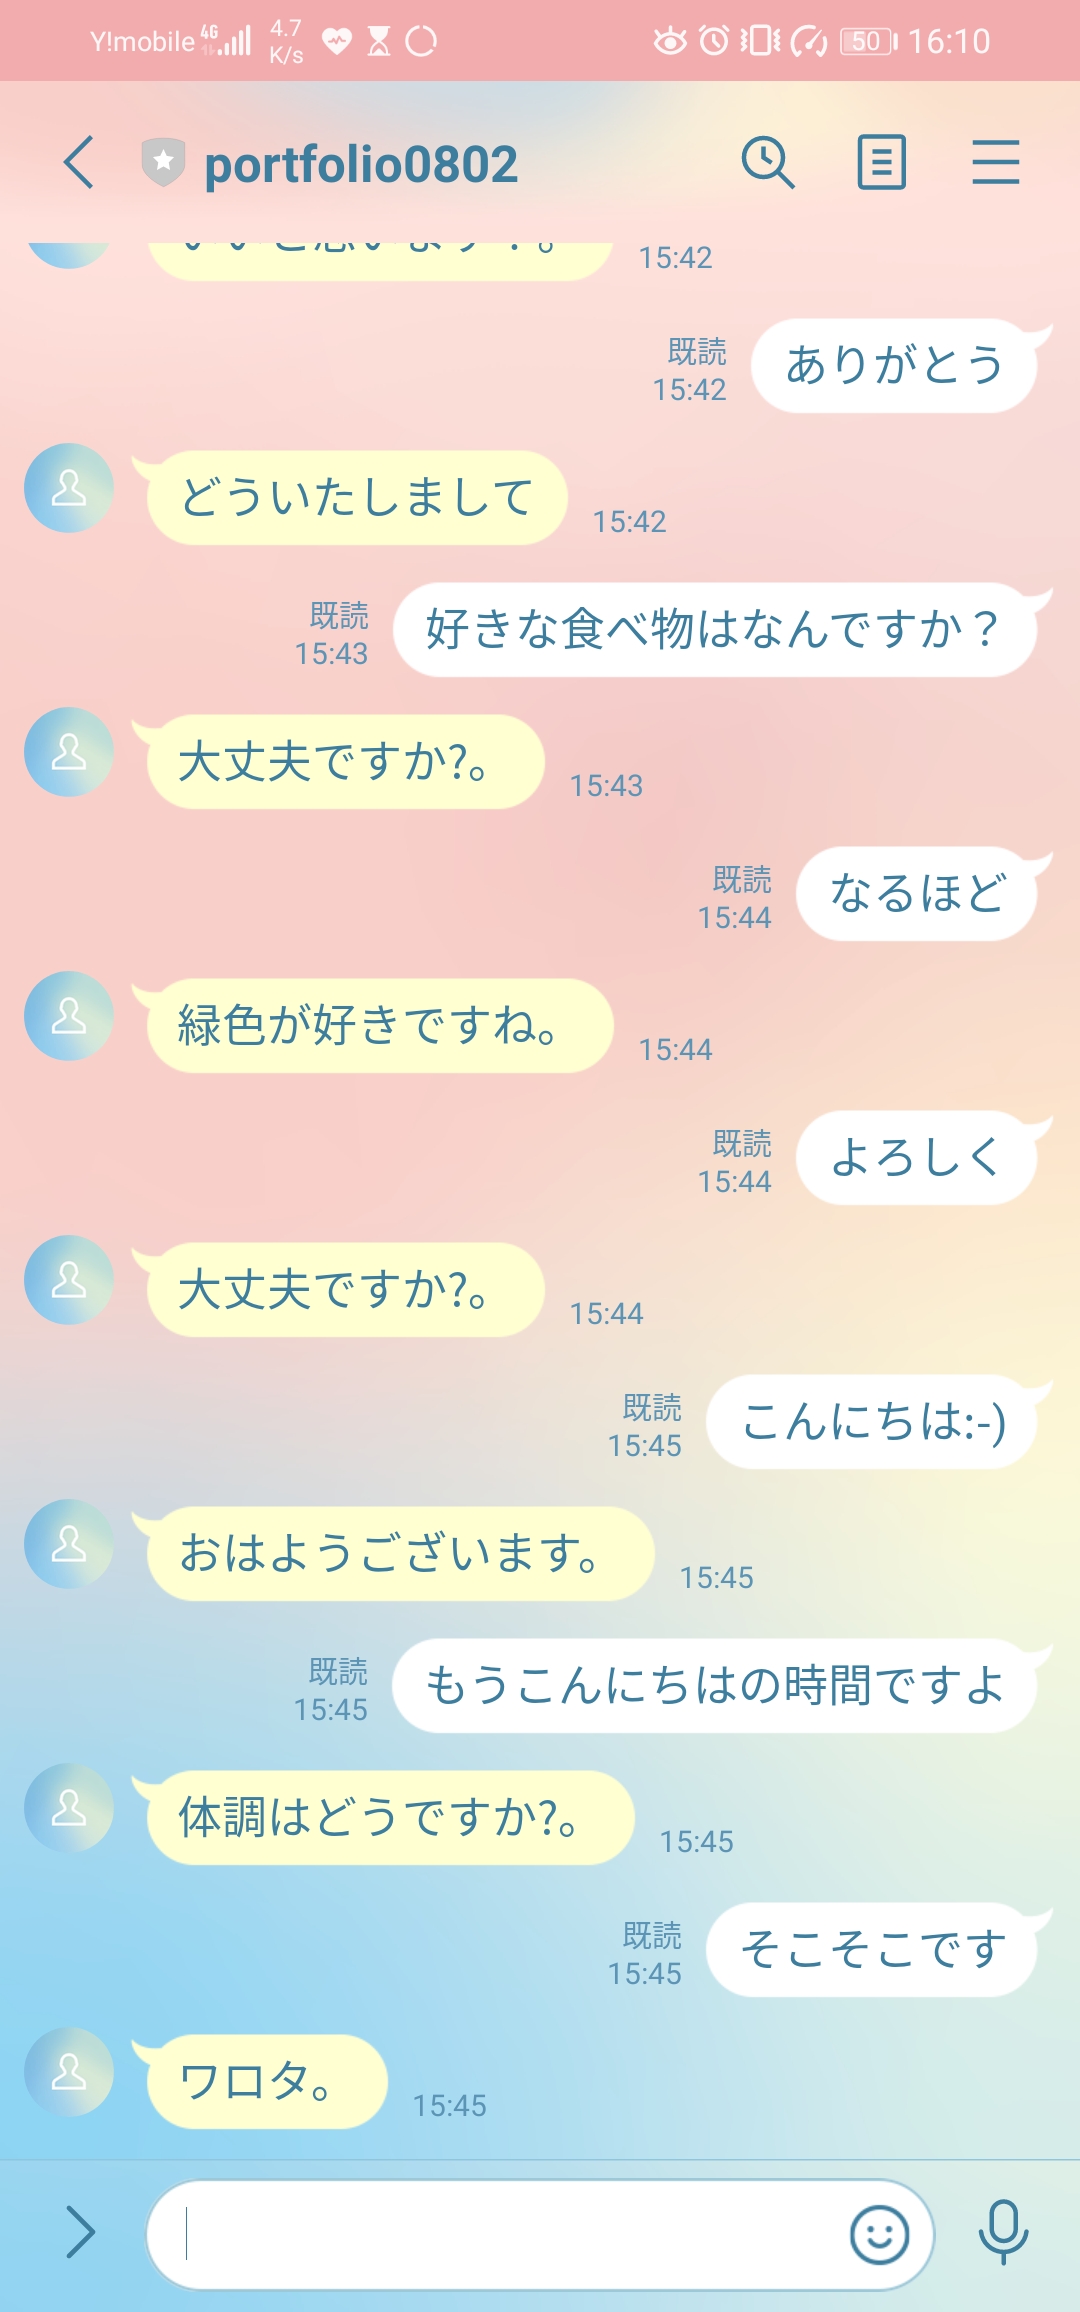 Y!mobile 4G 4.7 K/s 50 16:10
portfolio0802
いいと思います！。
15:42
既読
15:42
ありがとう
どういたしまして
15:42
既読
15:43
好きな食べ物はなんですか？
大丈夫ですか?。
15:43
既読
15:44
なるほど
緑色が好きですね。
15:44
既読
15:44
よろしく
大丈夫ですか?。
15:44
既読
15:45
こんにちは:-)
おはようございます。
15:45
既読
15:45
もうこんにちはの時間ですよ
体調はどうですか?。
15:45
既読
15:45
そこそこです
ワロタ。
15:45